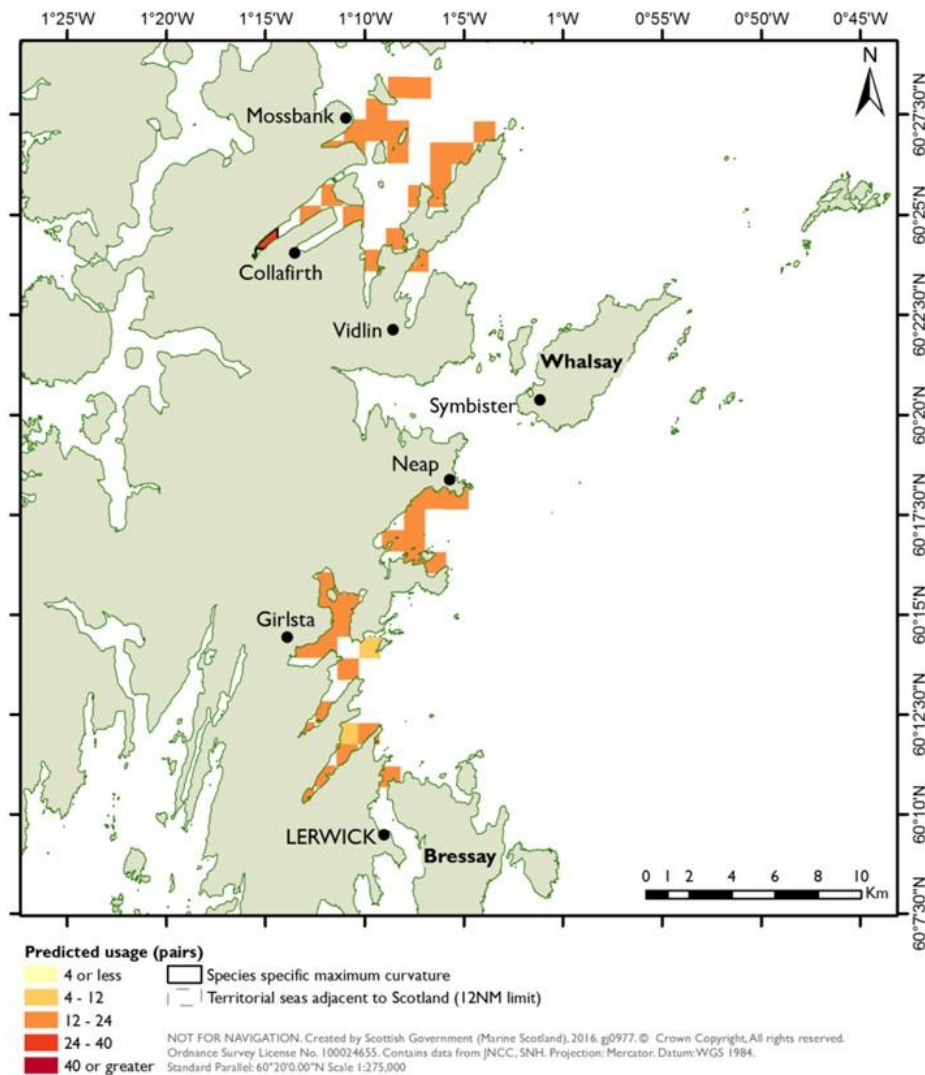 1°25'W 1°20'W 1°15'W 1°10'W 1°5'W 1°0'W 0°55'W 0°50'W 0°45'W
N
Mossbank
60°27'30"N
60°25'N
Collafirth
60°22'30"N
Vidlin
Whalsay
Symbister
60°20'N
Neap
60°17'30"N
60°15'N
Girlsta
60°12'30"N
60°10'N
LERWICK
Bressay
0 1 2 4 6 8 10
Km
60°7'30"N
Predicted usage (pairs)
4 or less
4 - 12
12 - 24
24 - 40
40 or greater
Species specific maximum curvature
Territorial seas adjacent to Scotland (12NM limit)
NOT FOR NAVIGATION. Created by Scottish Government (Marine Scotland), 2016. gj0977. © Crown Copyright, All rights reserved.
Ordnance Survey License No. 100024655. Contains data from JNCC, SNH. Projection: Mercator. Datum: WGS 1984.
Standard Parallel: 60°20'0.00"N Scale 1:275,000